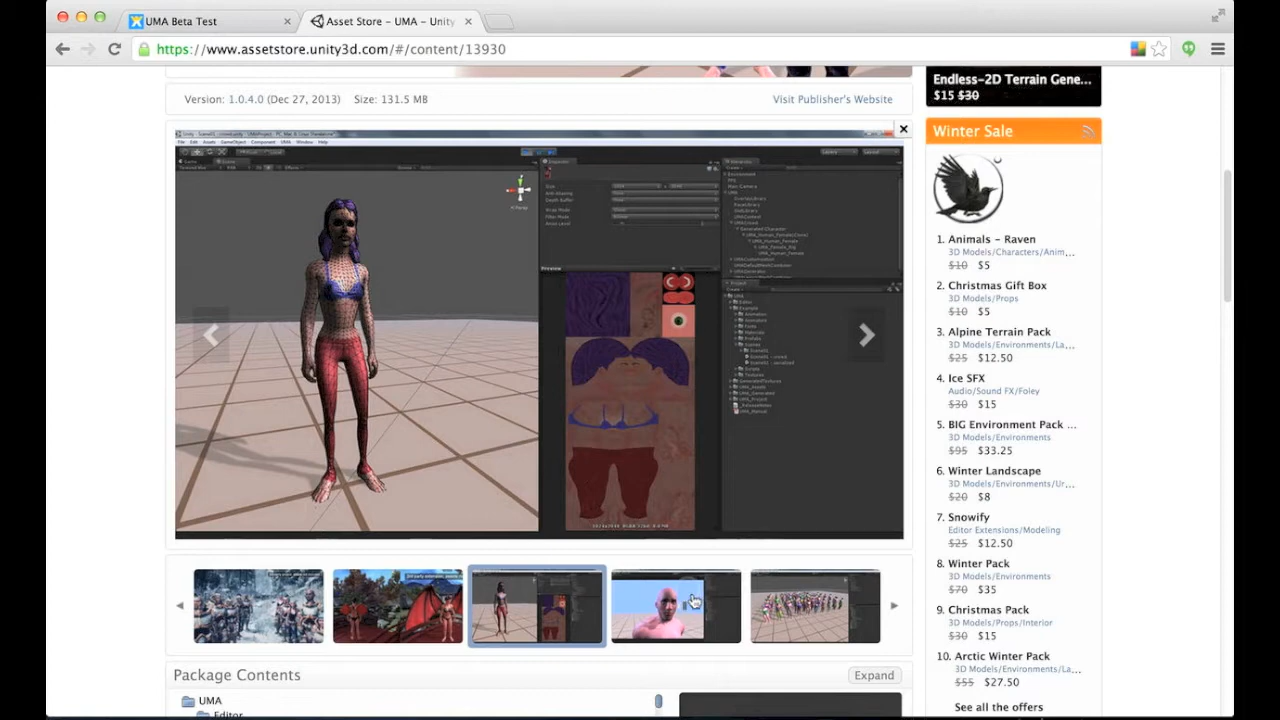 UMA Beta Test
Asset Store – UMA – Unity
https://www.assetstore.unity3d.com/#/content/13930
Version: 1.0.4.0 (Dec 27, 2013)
Size: 131.5 MB
Visit Publisher's Website
Endless-2D Terrain Gene...
$15 $30
Winter Sale
1. Animals – Raven
3D Models/Characters/Anim...
$10 $5
2. Christmas Gift Box
3D Models/Props
$10 $5
3. Alpine Terrain Pack
3D Models/Environments/La...
$25 $12.50
4. Ice SFX
Audio/Sound FX/Foley
$30 $15
5. BIG Environment Pack ...
3D Models/Environments
$95 $33.25
6. Winter Landscape
3D Models/Environments/Ur...
$20 $8
7. Snowify
Editor Extensions/Modeling
$25 $12.50
8. Winter Pack
3D Models/Environments
$70 $35
9. Christmas Pack
3D Models/Props/Interior
$30 $15
10. Arctic Winter Pack
3D Models/Environments/La...
$55 $27.50
See all the offers
Package Contents
Expand
UMA
Editor